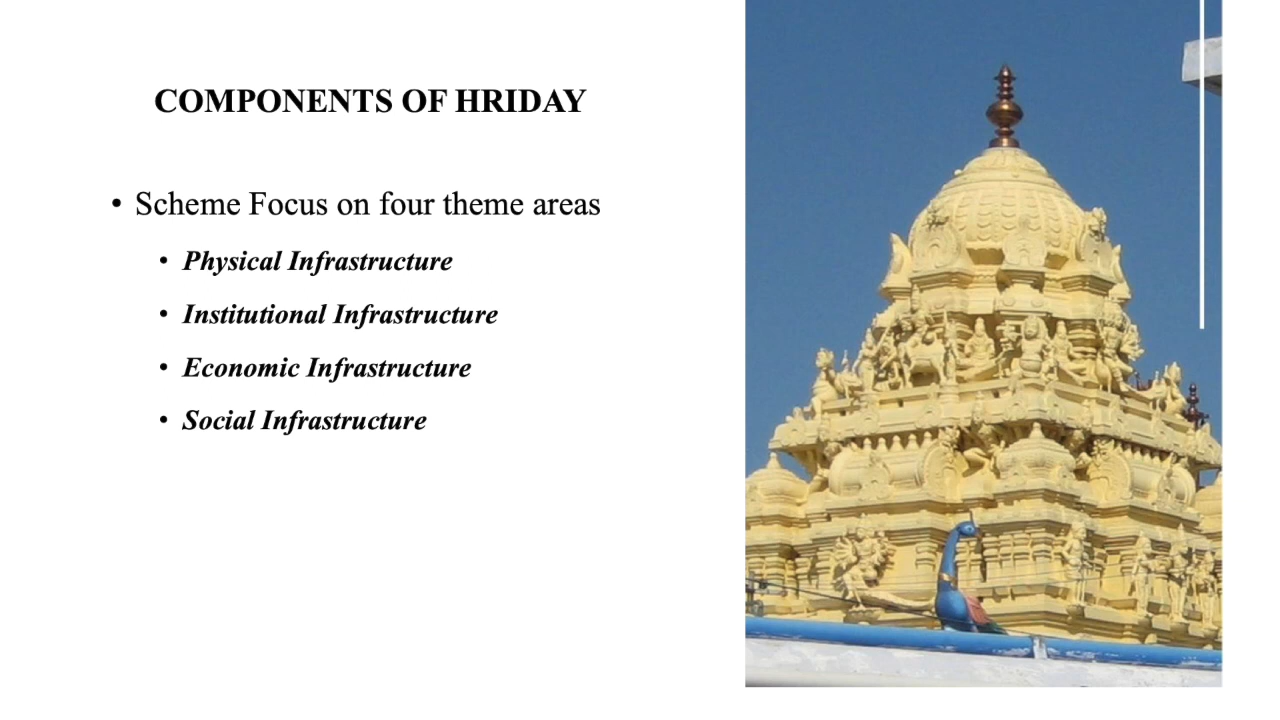 COMPONENTS OF HRIDAY
• Scheme Focus on four theme areas
• Physical Infrastructure
• Institutional Infrastructure
• Economic Infrastructure
• Social Infrastructure